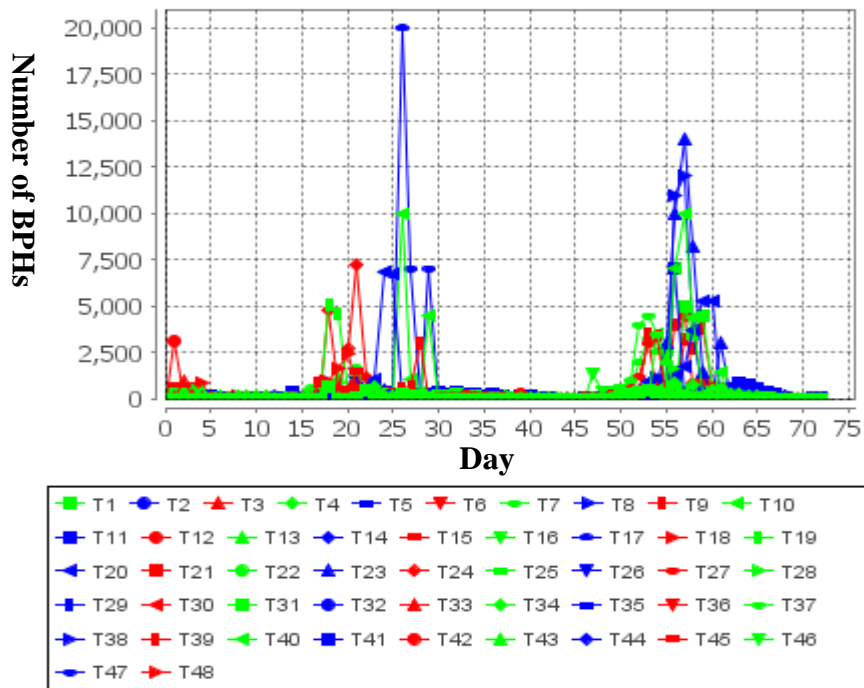 20,000
17,500
15,000
12,500
10,000
7,500
5,000
2,500
0
Number of BPHs
0 5 10 15 20 25 30 35 40 45 50 55 60 65 70 75
Day
T1 T2 T3 T4 T5 T6 T7 T8 T9 T10
T11 T12 T13 T14 T15 T16 T17 T18 T19
T20 T21 T22 T23 T24 T25 T26 T27 T28
T29 T30 T31 T32 T33 T34 T35 T36 T37
T38 T39 T40 T41 T42 T43 T44 T45 T46
T47 T48